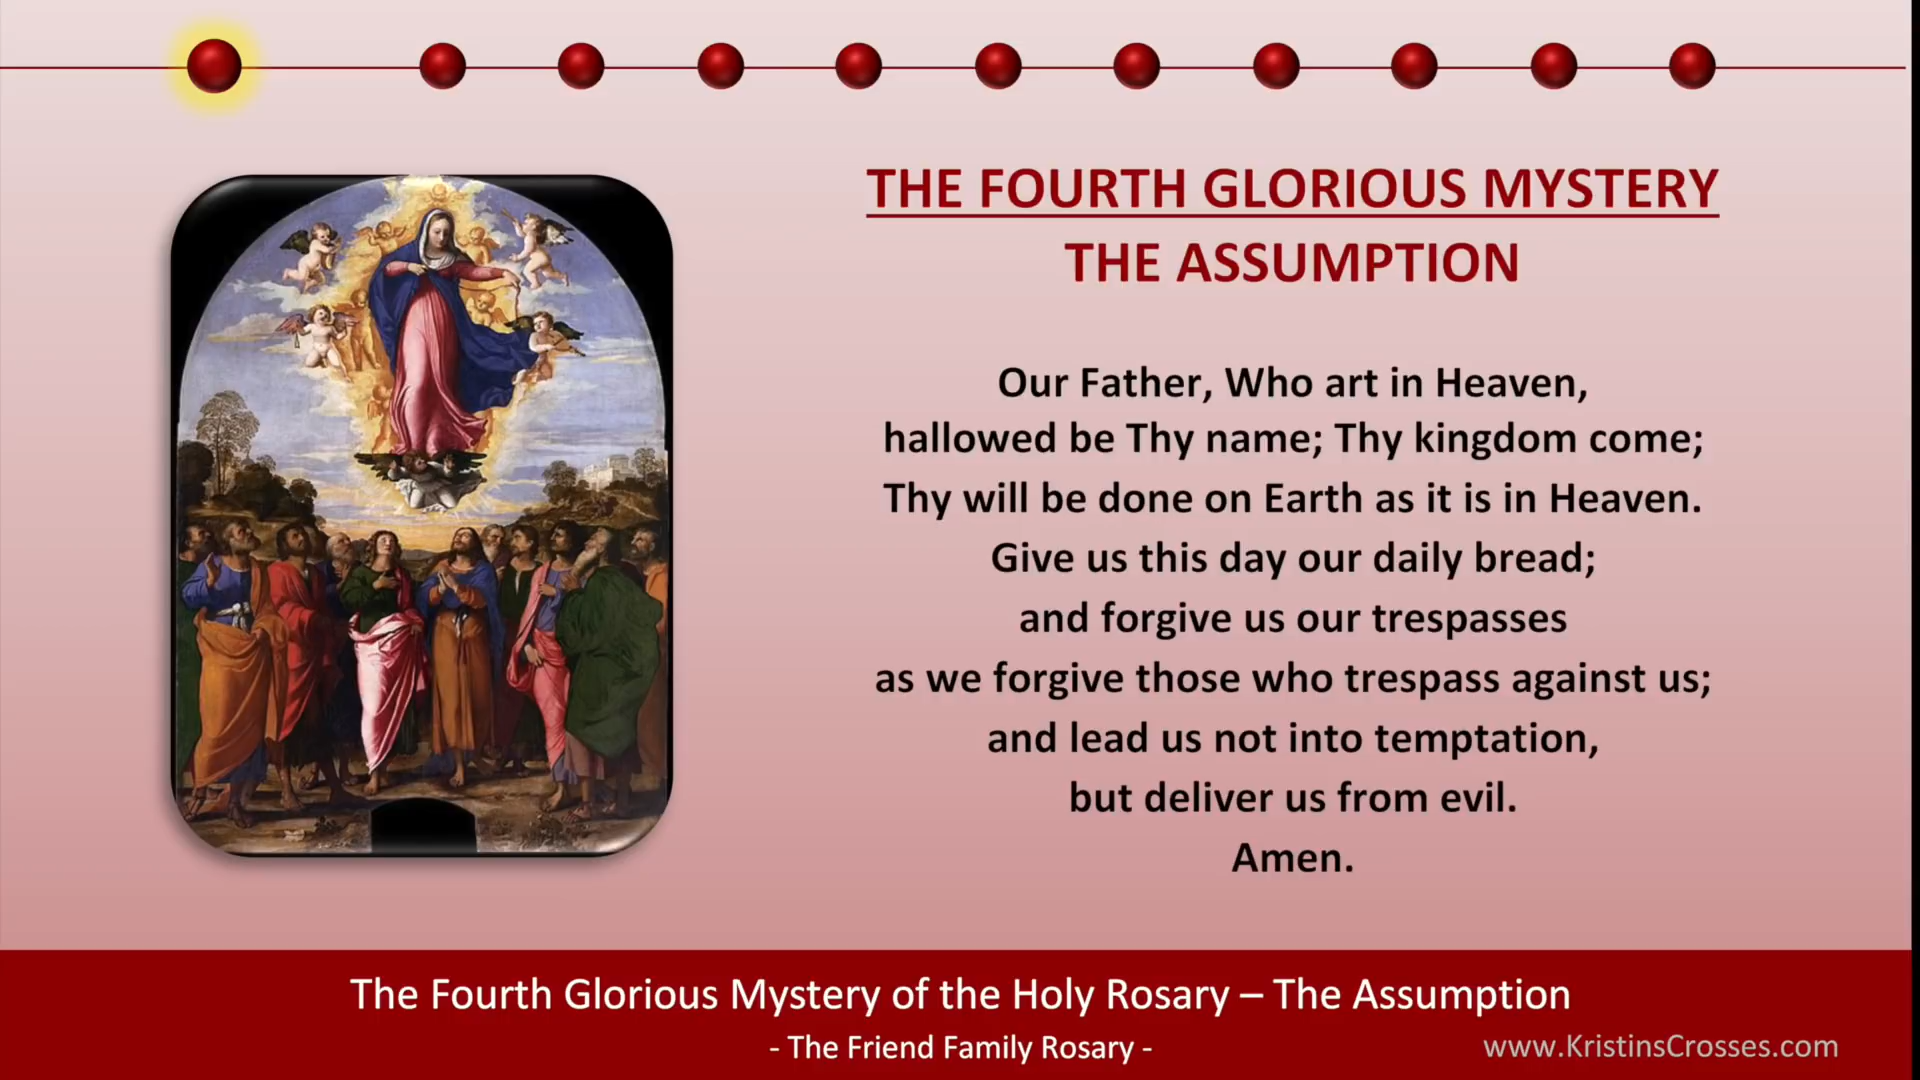 THE FOURTH GLORIOUS MYSTERY
THE ASSUMPTION
Our Father, Who art in Heaven,
hallowed be Thy name; Thy kingdom come;
Thy will be done on Earth as it is in Heaven.
Give us this day our daily bread;
and forgive us our trespasses
as we forgive those who trespass against us;
and lead us not into temptation,
but deliver us from evil.
Amen.
The Fourth Glorious Mystery of the Holy Rosary – The Assumption
- The Friend Family Rosary -
www.KristinsCrosses.com